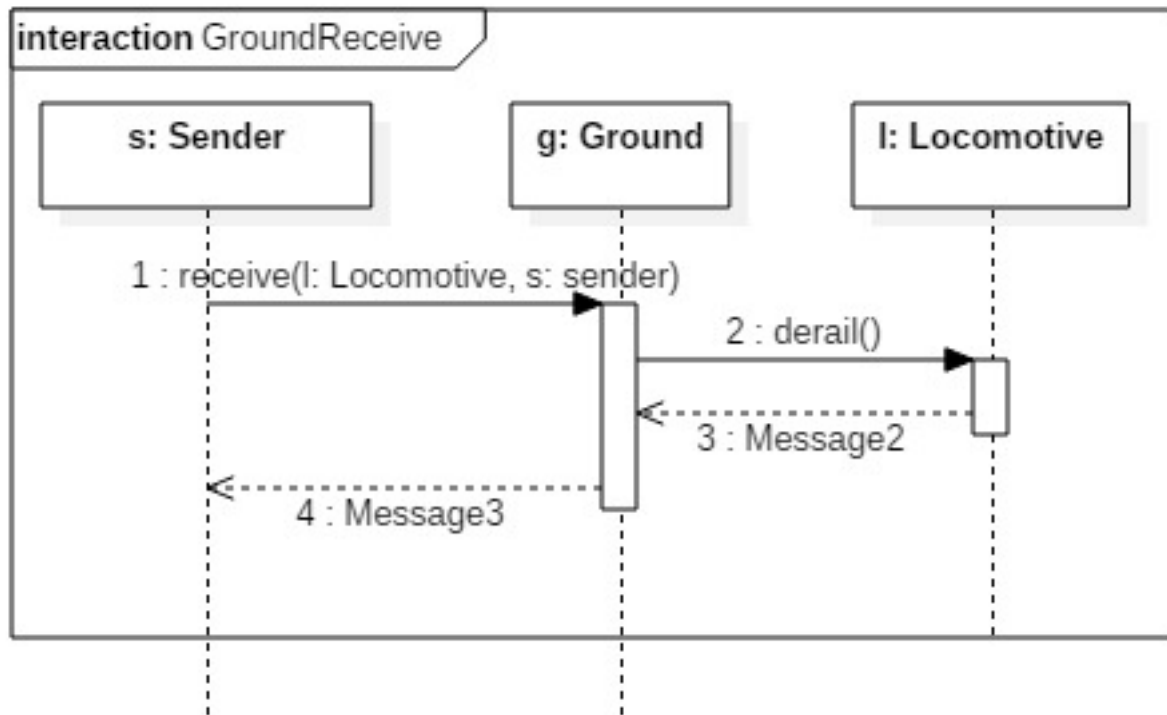 interaction GroundReceive
s: Sender
g: Ground
l: Locomotive
1 : receive(l: Locomotive, s: sender)
2 : derail()
3 : Message2
4 : Message3